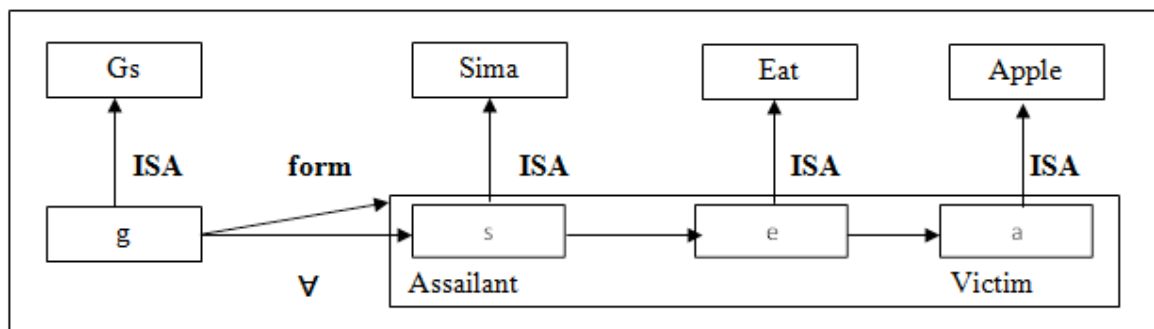 Gs Sima Eat Apple
ISA form ISA ISA ISA
g s e a
∀ Assailant Victim